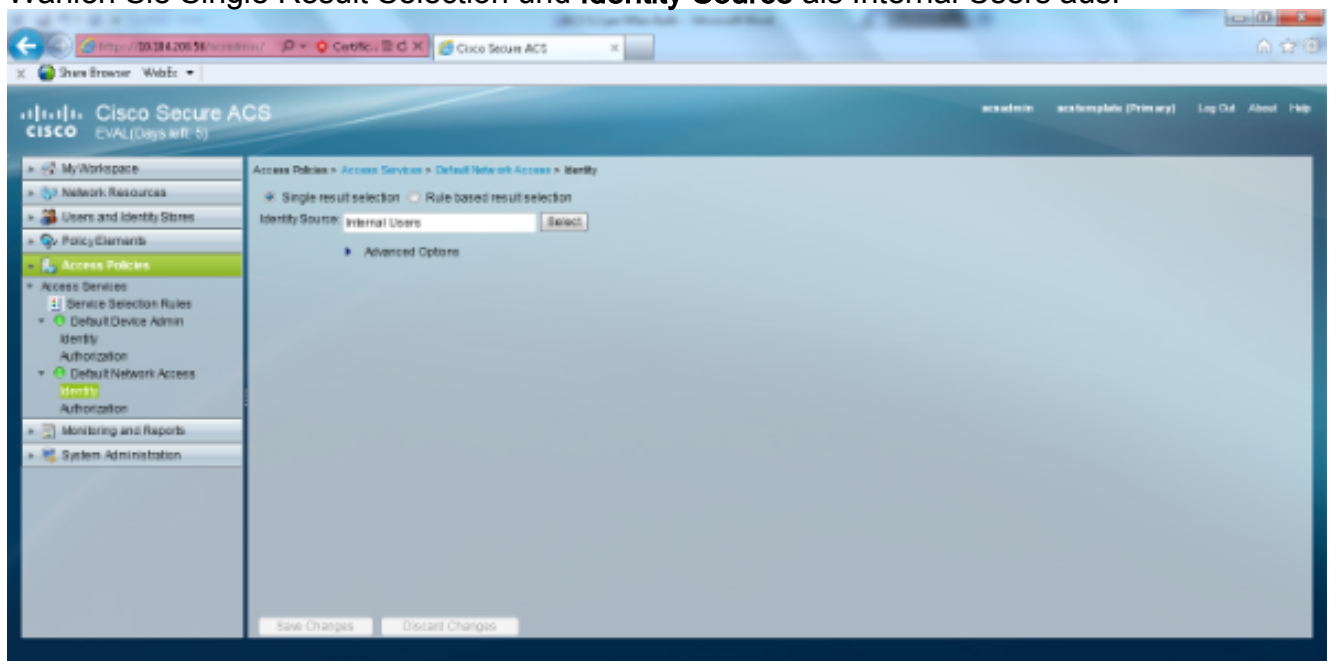 Wählen Sie Single Result Selection und Identity Source als Internal Users aus.
Cisco Secure ACS
Share Browser WebEx
Cisco Secure ACS
CISCO EVAL(Days left: 5)
acsadmin acstemplate (Primary) Log Out About Help
My Workspace
Network Resources
Users and Identity Stores
Policy Elements
Access Policies
Access Services
Service Selection Rules
Default Device Admin
Identity
Authorization
Default Network Access
Identity
Authorization
Monitoring and Reports
System Administration
Access Policies > Access Services > Default Network Access > Identity
Single result selection Rule based result selection
Identity Source: Internal Users Select
Advanced Options
Save Changes Discard Changes